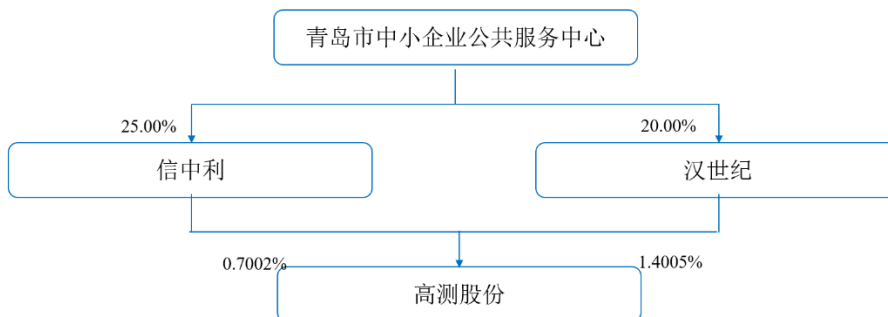 青岛市中小企业公共服务中心
25.00%
20.00%
信中利
汉世纪
0.7002%
1.4005%
高测股份